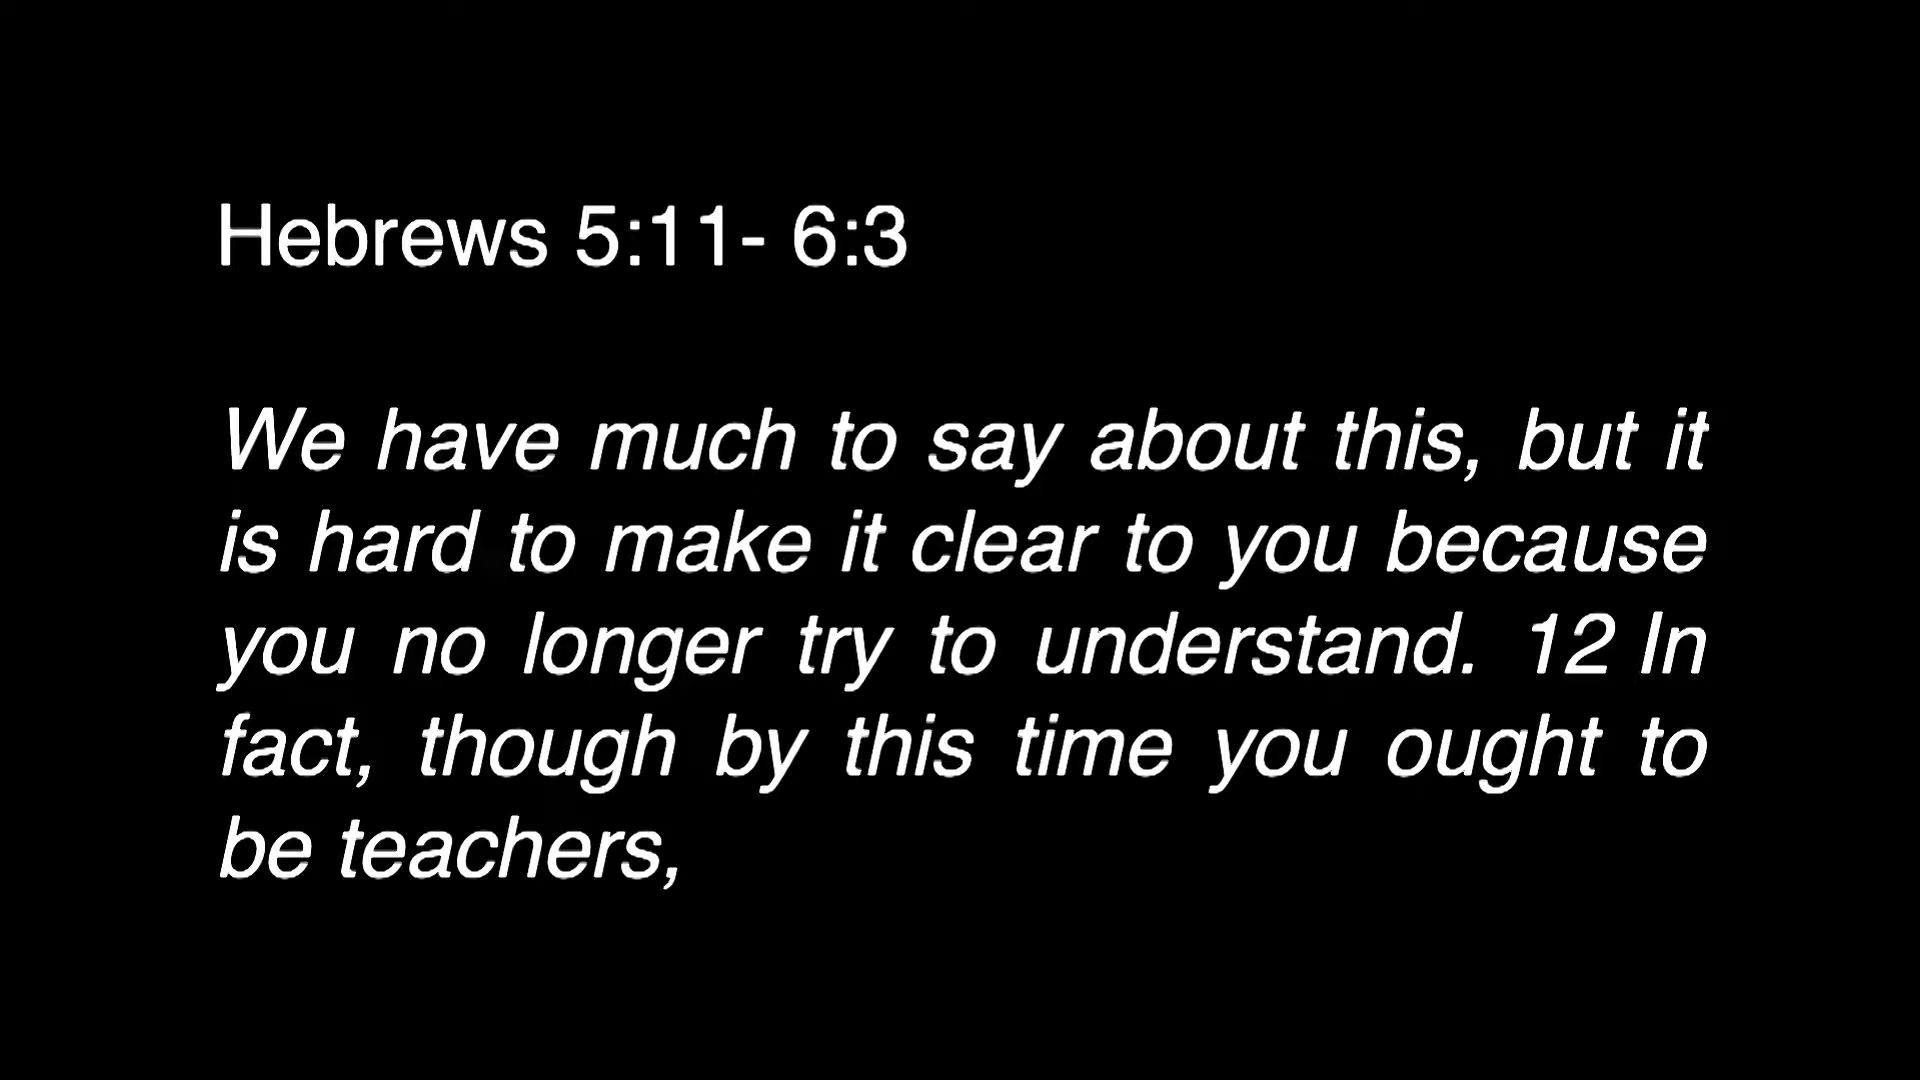 Hebrews 5:11- 6:3
We have much to say about this, but it
is hard to make it clear to you because
you no longer try to understand. 12 In
fact, though by this time you ought to
be teachers,